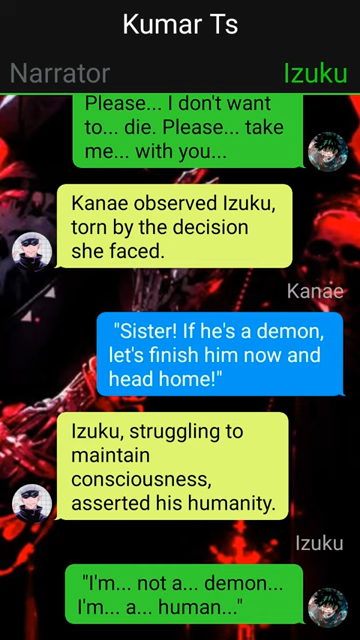 Kumar Ts
Narrator
Izuku
Please... I don't want
to... die. Please... take
me... with you...
Kanae observed Izuku,
torn by the decision
she faced.
Kanae
"Sister! If he's a demon,
let's finish him now and
head home!"
Izuku, struggling to
maintain
consciousness,
asserted his humanity.
Izuku
"I'm... not a... demon...
I'm... a... human..."